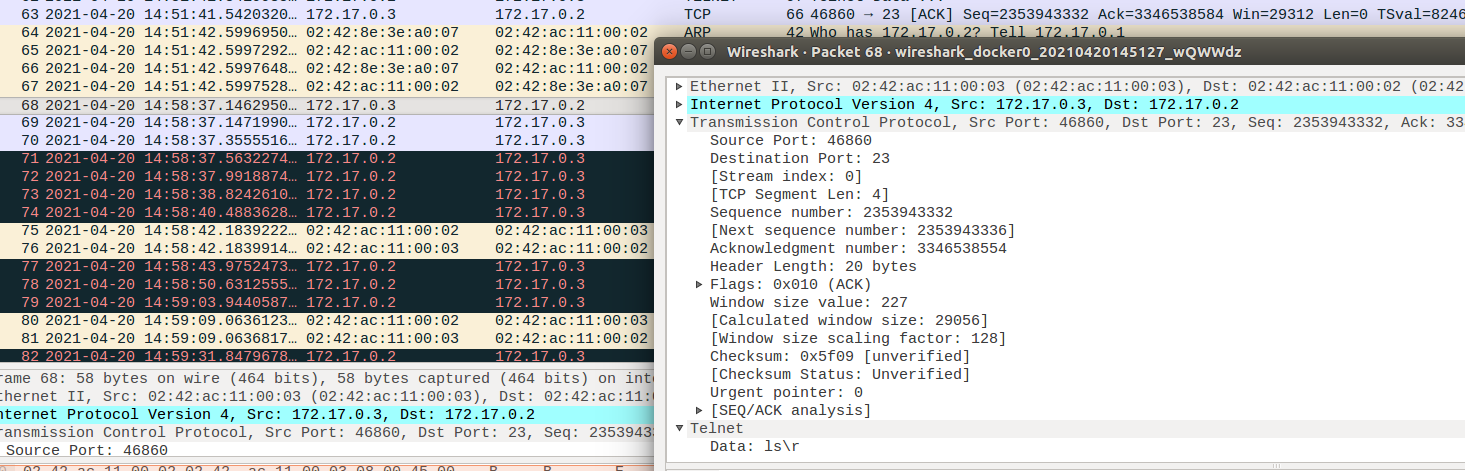 63 2021-04-20 14:51:41.5420320… 172.17.0.3 172.17.0.2 TCP 66 46860 → 23 [ACK] Seq=2353943332 Ack=3346538584 Win=29312 Len=0 TSval=8246
64 2021-04-20 14:51:42.5996950… 02:42:8e:3e:a0:07 02:42:ac:11:00:02 ARP 42 Who has 172.17.0.2? Tell 172.17.0.1
65 2021-04-20 14:51:42.5997292… 02:42:ac:11:00:02 02:42:8e:3e:a0:07
66 2021-04-20 14:51:42.5997648… 02:42:8e:3e:a0:07 02:42:ac:11:00:02
67 2021-04-20 14:51:42.5997528… 02:42:ac:11:00:02 02:42:8e:3e:a0:07
68 2021-04-20 14:58:37.1462950… 172.17.0.3 172.17.0.2
69 2021-04-20 14:58:37.1471990… 172.17.0.2 172.17.0.3
70 2021-04-20 14:58:37.3555516… 172.17.0.2 172.17.0.3
71 2021-04-20 14:58:37.5632274… 172.17.0.2 172.17.0.3
72 2021-04-20 14:58:37.9918874… 172.17.0.2 172.17.0.3
73 2021-04-20 14:58:38.8242610… 172.17.0.2 172.17.0.3
74 2021-04-20 14:58:40.4883628… 172.17.0.2 172.17.0.3
75 2021-04-20 14:58:42.1839222… 02:42:ac:11:00:02 02:42:ac:11:00:03
76 2021-04-20 14:58:42.1839914… 02:42:ac:11:00:03 02:42:ac:11:00:02
77 2021-04-20 14:58:43.9752473… 172.17.0.2 172.17.0.3
78 2021-04-20 14:58:50.6312555… 172.17.0.2 172.17.0.3
79 2021-04-20 14:59:03.9440587… 172.17.0.2 172.17.0.3
80 2021-04-20 14:59:09.0636123… 02:42:ac:11:00:02 02:42:ac:11:00:03
81 2021-04-20 14:59:09.0636817… 02:42:ac:11:00:03 02:42:ac:11:00:02
82 2021-04-20 14:59:31.8479678… 172.17.0.2 172.17.0.3
rame 68: 58 bytes on wire (464 bits), 58 bytes captured (464 bits) on inte
thernet II, Src: 02:42:ac:11:00:03 (02:42:ac:11:00:03), Dst: 02:42:ac:11:0
nternet Protocol Version 4, Src: 172.17.0.3, Dst: 172.17.0.2
ransmission Control Protocol, Src Port: 46860, Dst Port: 23, Seq: 23539433
Source Port: 46860
Wireshark · Packet 68 · wireshark_docker0_20210420145127_wQWWdz
Ethernet II, Src: 02:42:ac:11:00:03 (02:42:ac:11:00:03), Dst: 02:42:ac:11:00:02 (02:42
Internet Protocol Version 4, Src: 172.17.0.3, Dst: 172.17.0.2
Transmission Control Protocol, Src Port: 46860, Dst Port: 23, Seq: 2353943332, Ack: 33
Source Port: 46860
Destination Port: 23
[Stream index: 0]
[TCP Segment Len: 4]
Sequence number: 2353943332
[Next sequence number: 2353943336]
Acknowledgment number: 3346538554
Header Length: 20 bytes
Flags: 0x010 (ACK)
Window size value: 227
[Calculated window size: 29056]
[Window size scaling factor: 128]
Checksum: 0x5f09 [unverified]
[Checksum Status: Unverified]
Urgent pointer: 0
[SEQ/ACK analysis]
Telnet
Data: ls\r